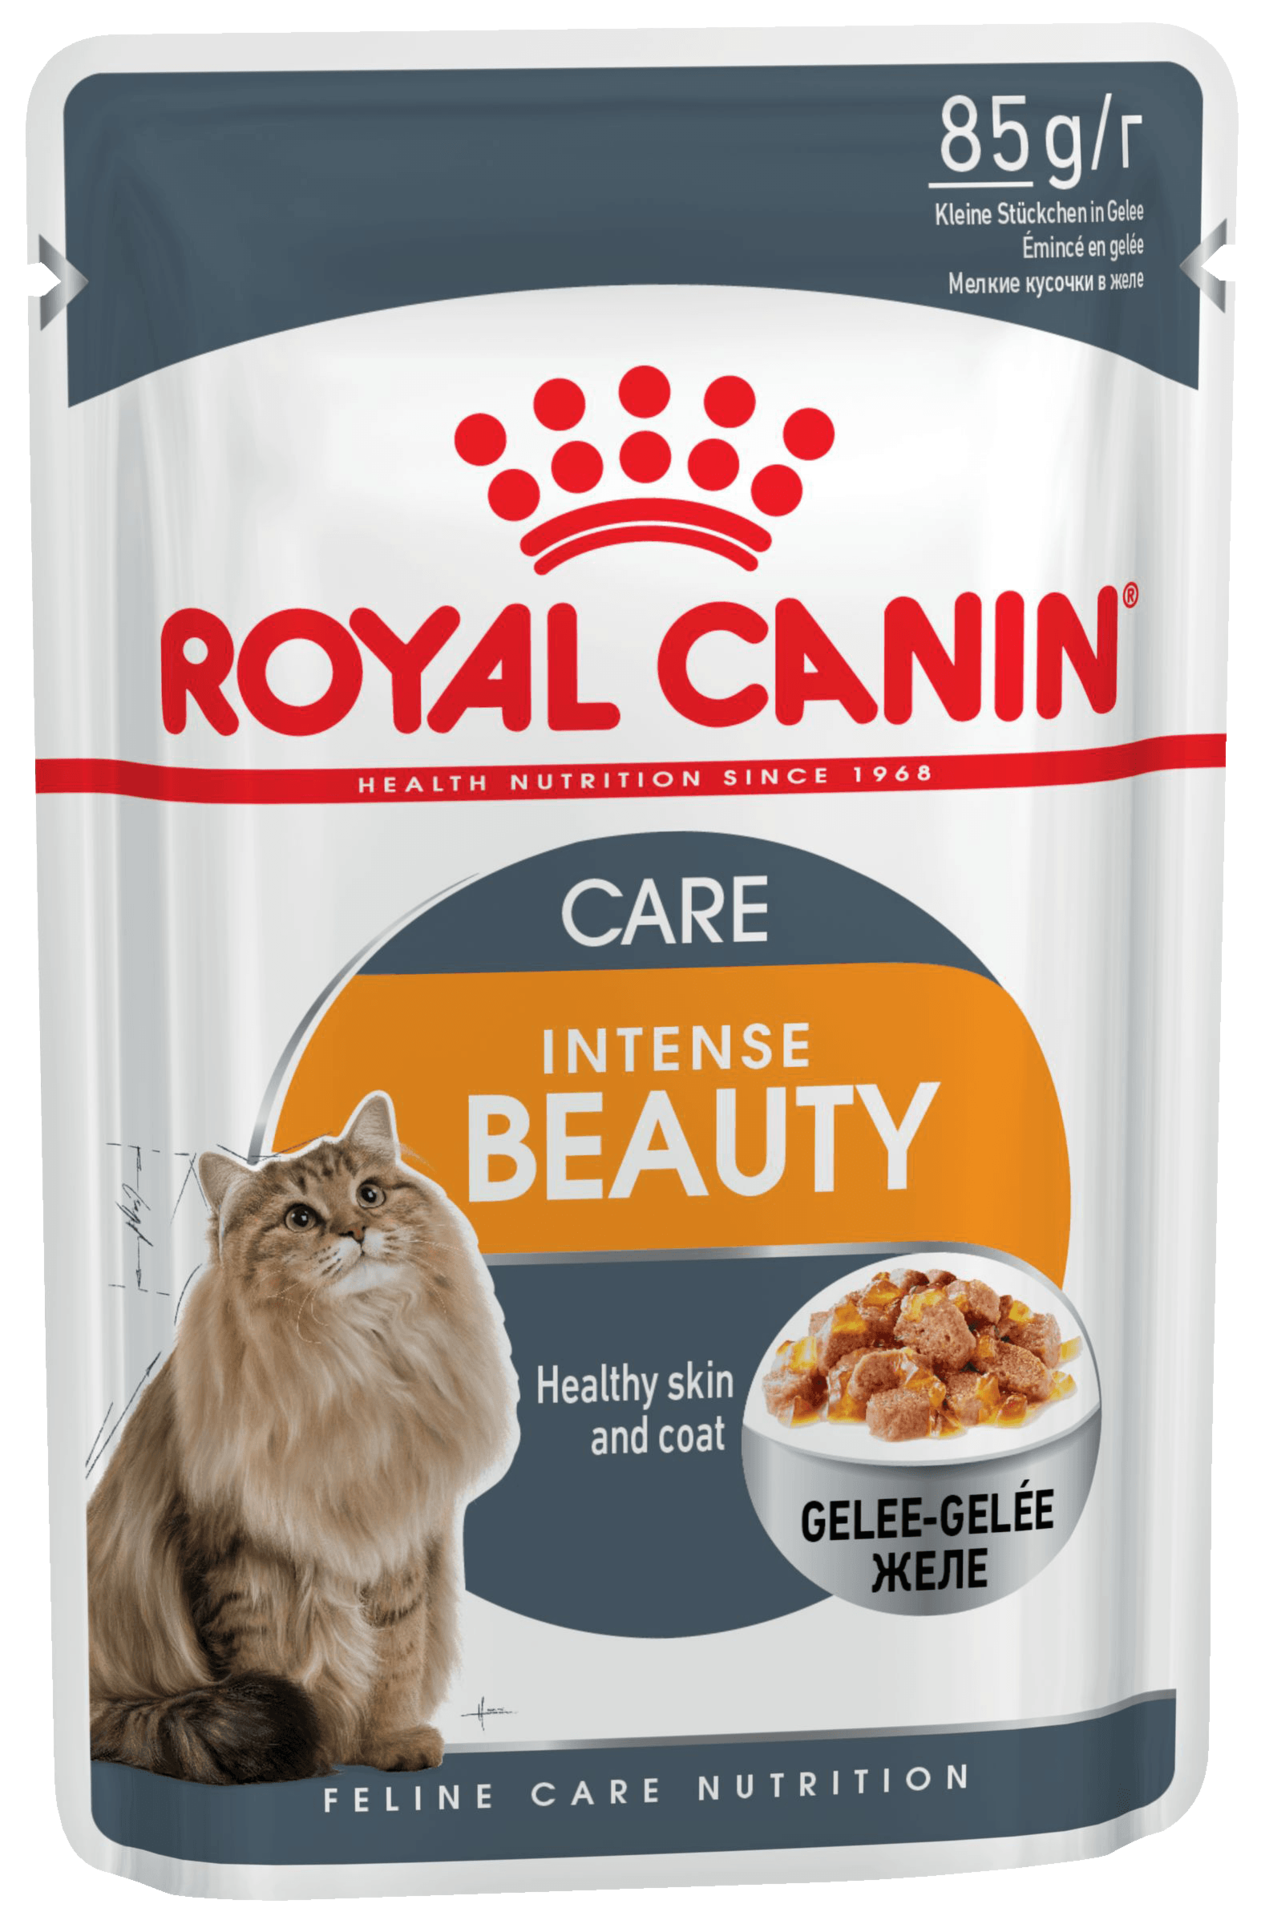 85 g/г
Kleine Stückchen in Gelee
Émincé en gelée
Мелкие кусочки в желе
ROYAL CANIN®
HEALTH NUTRITION SINCE 1968
CARE
INTENSE
BEAUTY
Healthy skin
and coat
GELEE-GELÉE
ЖЕЛЕ
FELINE CARE NUTRITION